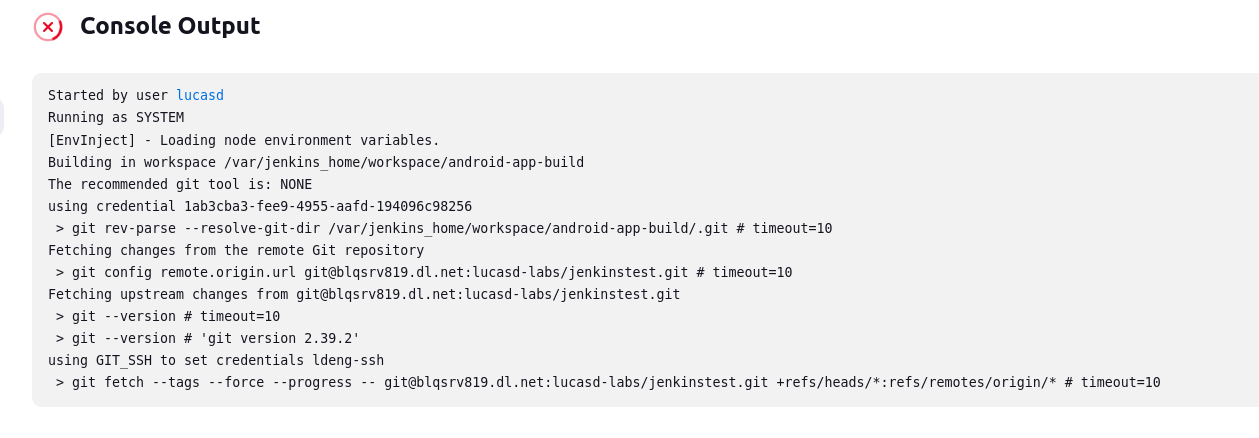 Console Output
Started by user lucasd
Running as SYSTEM
[EnvInject] - Loading node environment variables.
Building in workspace /var/jenkins_home/workspace/android-app-build
The recommended git tool is: NONE
using credential 1ab3cba3-fee9-4955-aafd-194096c98256
 > git rev-parse --resolve-git-dir /var/jenkins_home/workspace/android-app-build/.git # timeout=10
Fetching changes from the remote Git repository
 > git config remote.origin.url git@blqsrv819.dl.net:lucasd-labs/jenkinstest.git # timeout=10
Fetching upstream changes from git@blqsrv819.dl.net:lucasd-labs/jenkinstest.git
 > git --version # timeout=10
 > git --version # 'git version 2.39.2'
using GIT_SSH to set credentials ldeng-ssh
 > git fetch --tags --force --progress -- git@blqsrv819.dl.net:lucasd-labs/jenkinstest.git +refs/heads/*:refs/remotes/origin/* # timeout=10